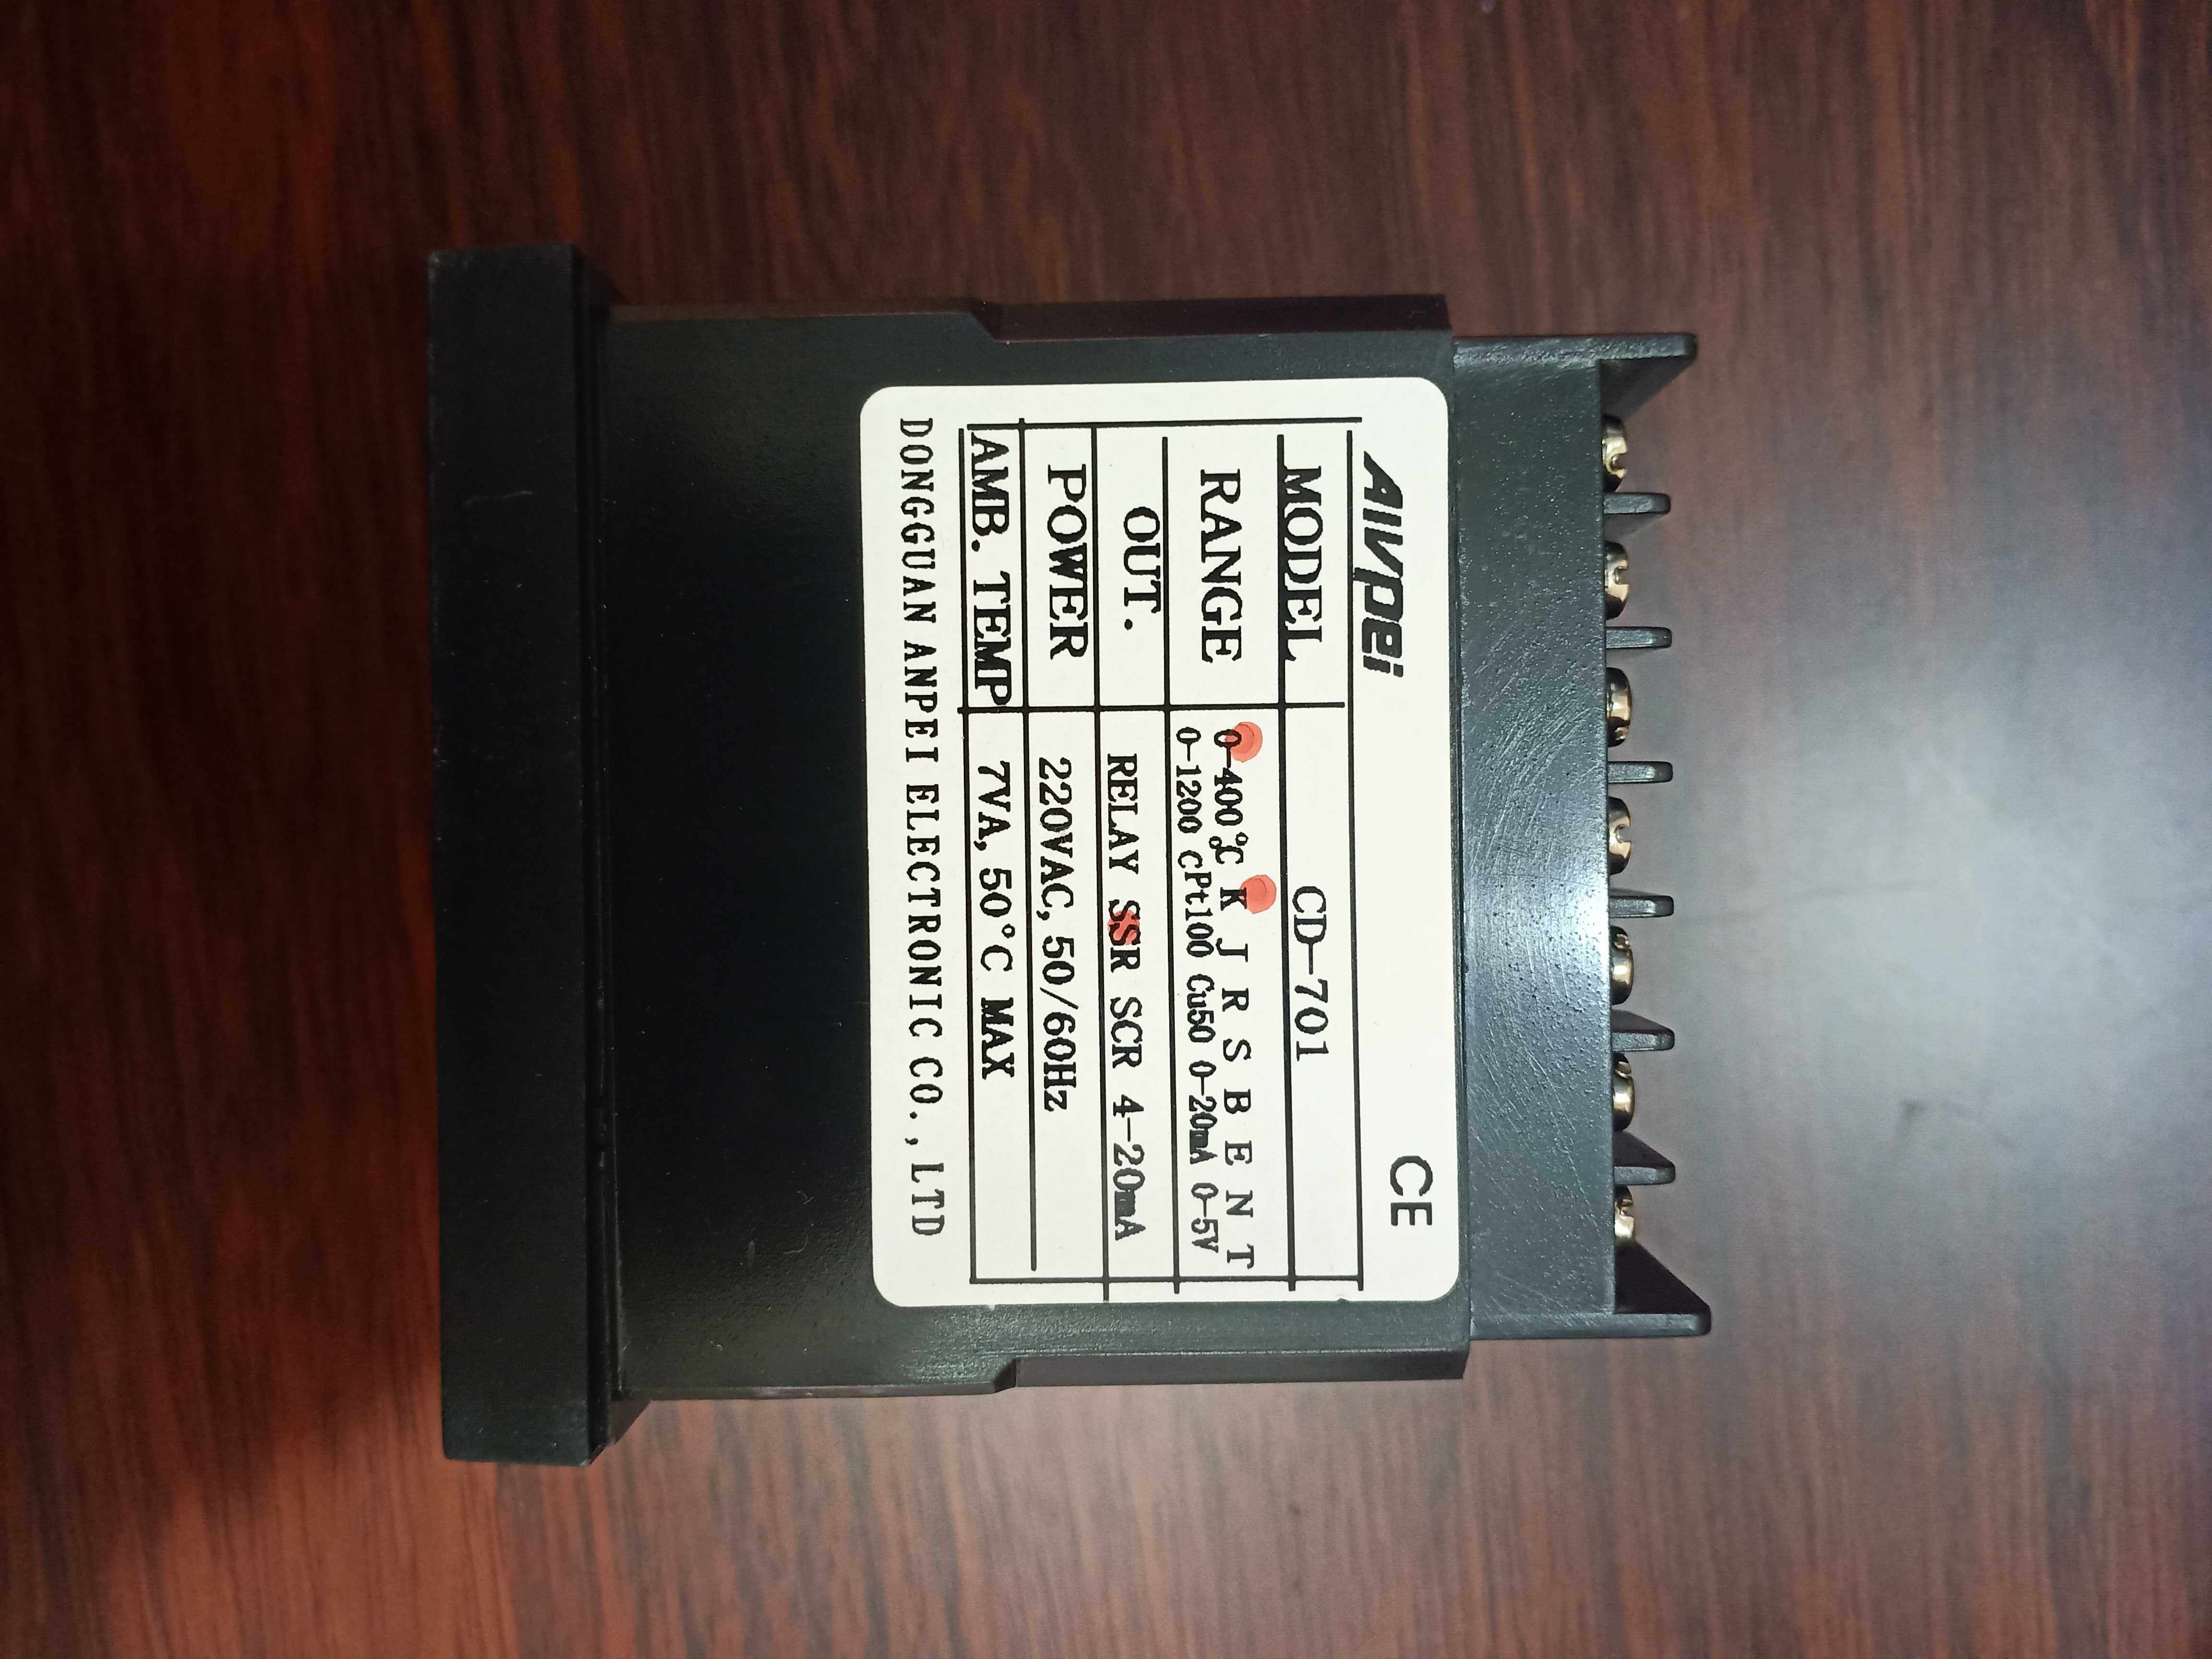 AIVPei CE
MODEL CD-701
RANGE 0-400℃ K J R S B E N T
0-1200 C Pt100 Cu50 0-20mA 0-5V
OUT. RELAY SSR SCR 4-20mA
POWER 220VAC, 50/60Hz
AMB. TEMP 7VA, 50°C MAX
DONGGUAN ANPEI ELECTRONIC CO., LTD